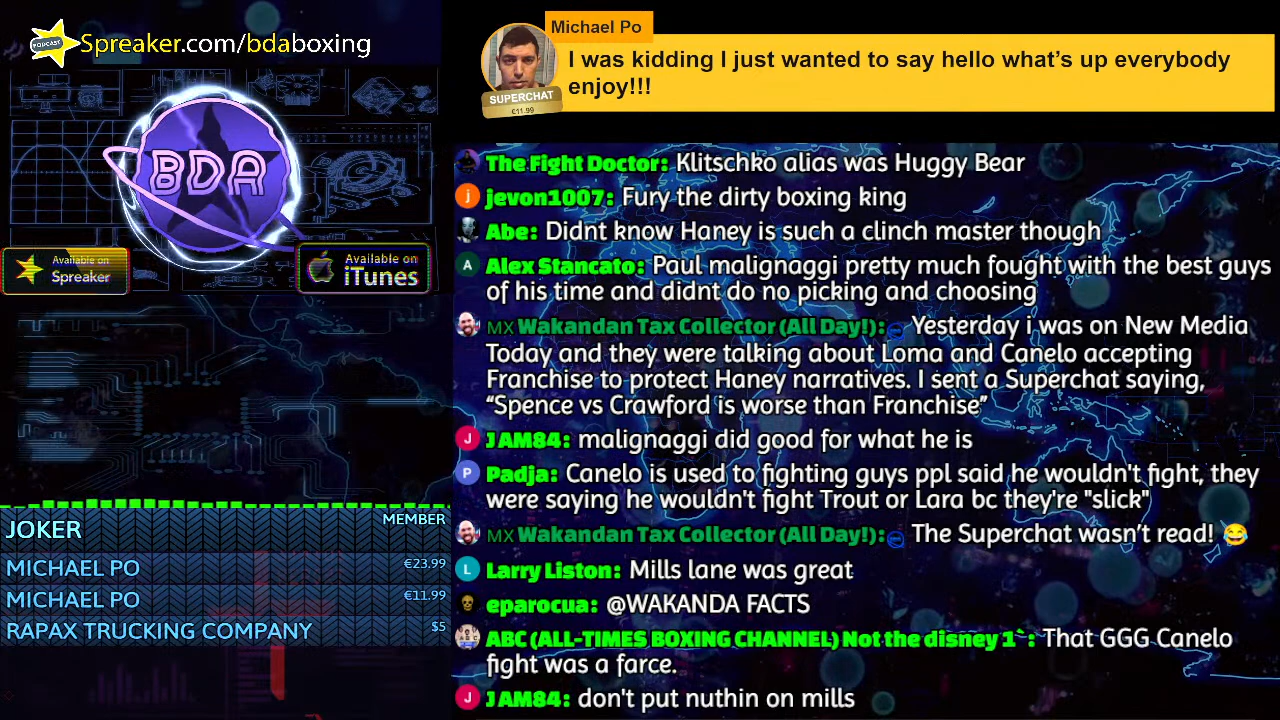 PODCAST
Spreaker.com/bdaboxing
BDA
Available on
Spreaker
Available on
iTunes
JOKER
MEMBER
MICHAEL PO
€23.99
MICHAEL PO
€11.99
RAPAX TRUCKING COMPANY
$5
Michael Po
I was kidding I just wanted to say hello what's up everybody
enjoy!!!
SUPERCHAT
€11.99
The Fight Doctor: Klitschko alias was Huggy Bear
j
jevon1007: Fury the dirty boxing king
Abe: Didnt know Haney is such a clinch master though
A
Alex Stancato: Paul malignaggi pretty much fought with the best guys
of his time and didnt do no picking and choosing
MX Wakandan Tax Collector (All Day!): Yesterday i was on New Media
Today and they were talking about Loma and Canelo accepting
Franchise to protect Haney narratives. I sent a Superchat saying,
“Spence vs Crawford is worse than Franchise”
J
J AM84: malignaggi did good for what he is
P
Padja: Canelo is used to fighting guys ppl said he wouldn't fight, they
were saying he wouldn't fight Trout or Lara bc they're "slick"
MX Wakandan Tax Collector (All Day!): The Superchat wasn’t read! 😂
L
Larry Liston: Mills lane was great
eparocua: @WAKANDA FACTS
ABC (ALL-TIMES BOXING CHANNEL) Not the disney 1`: That GGG Canelo
fight was a farce.
J
J AM84: don't put nuthin on mills